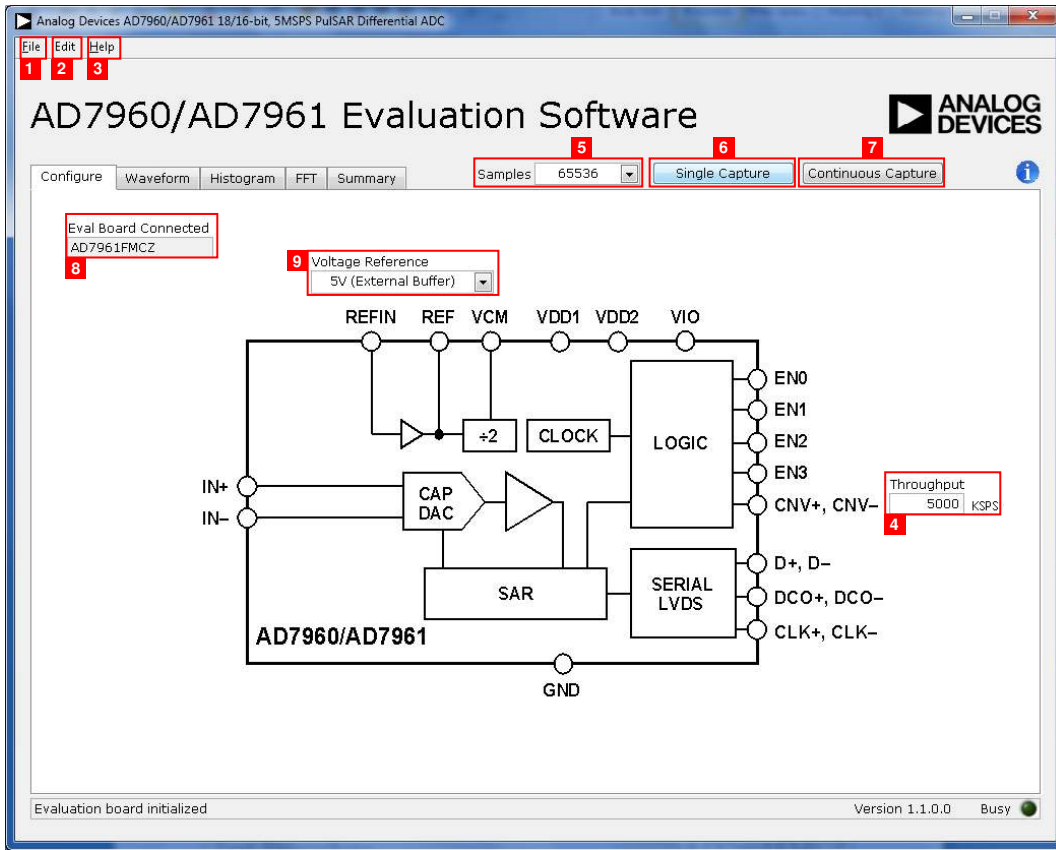 Analog Devices AD7960/AD7961 18/16-bit, 5MSPS PulSAR Differential ADC
File Edit Help
1 2 3
AD7960/AD7961 Evaluation Software
ANALOG
DEVICES
5 6 7
Configure Waveform Histogram FFT Summary Samples 65536 Single Capture Continuous Capture i
Eval Board Connected
AD7961FMCZ
8
9 Voltage Reference
5V (External Buffer)
REFIN REF VCM VDD1 VDD2 VIO
EN0
EN1
÷2 CLOCK LOGIC EN2
EN3
Throughput
5000 KSPS
4
IN+
IN–
CAP
DAC
CNV+, CNV–
D+, D–
SAR
SERIAL
LVDS
DCO+, DCO–
CLK+, CLK–
AD7960/AD7961
GND
Evaluation board initialized Version 1.1.0.0 Busy